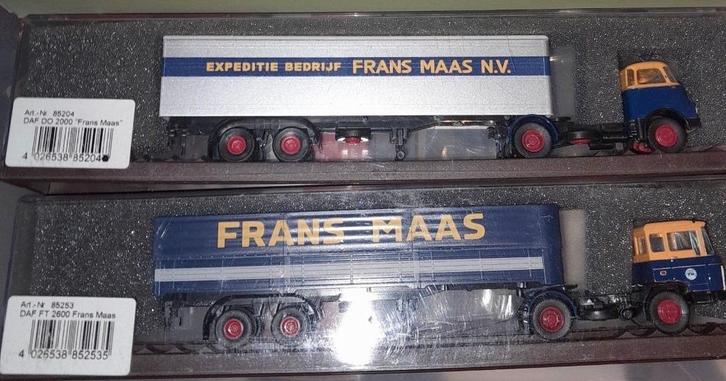 EXPEDITIE BEDRIJF FRANS MAAS N.V.
Art.-Nr. 85204
DAF DO 2000 "Frans Maas"
4 026538 85204
FRANS MAAS
Art.-Nr. 85253
DAF FT 2600 Frans Maas
4 026538 852535